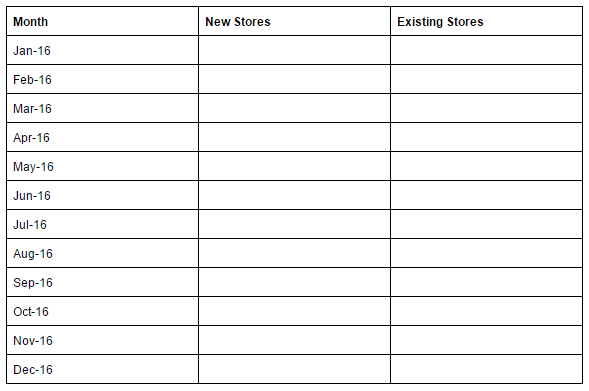 Month New Stores Existing Stores
Jan-16
Feb-16
Mar-16
Apr-16
May-16
Jun-16
Jul-16
Aug-16
Sep-16
Oct-16
Nov-16
Dec-16